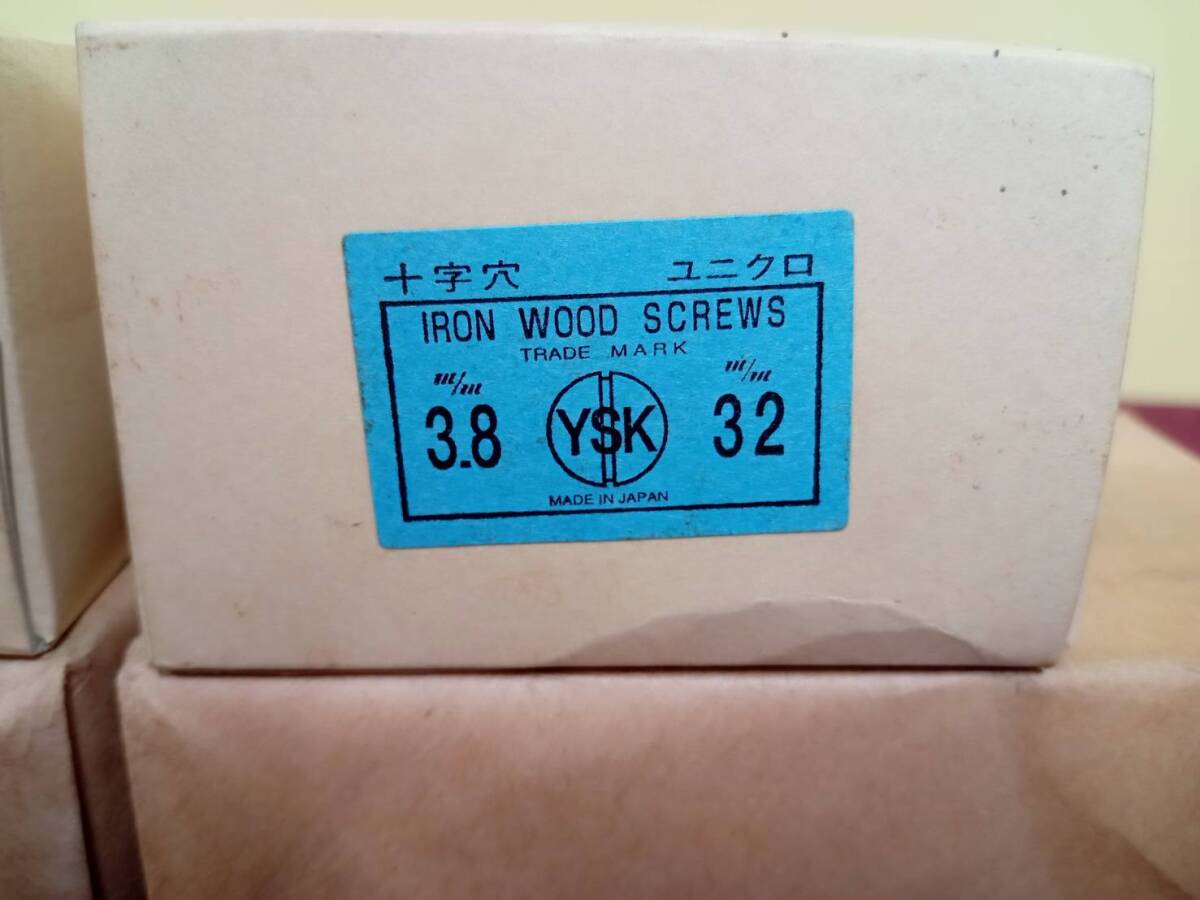 十字穴 ユニクロ
IRON WOOD SCREWS
TRADE MARK
m/m m/m
3.8 YSK 32
MADE IN JAPAN